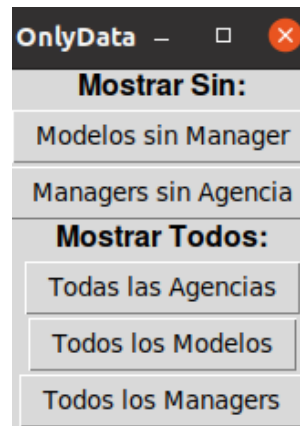 OnlyData
Mostrar Sin:
Modelos sin Manager
Managers sin Agencia
Mostrar Todos:
Todas las Agencias
Todos los Modelos
Todos los Managers